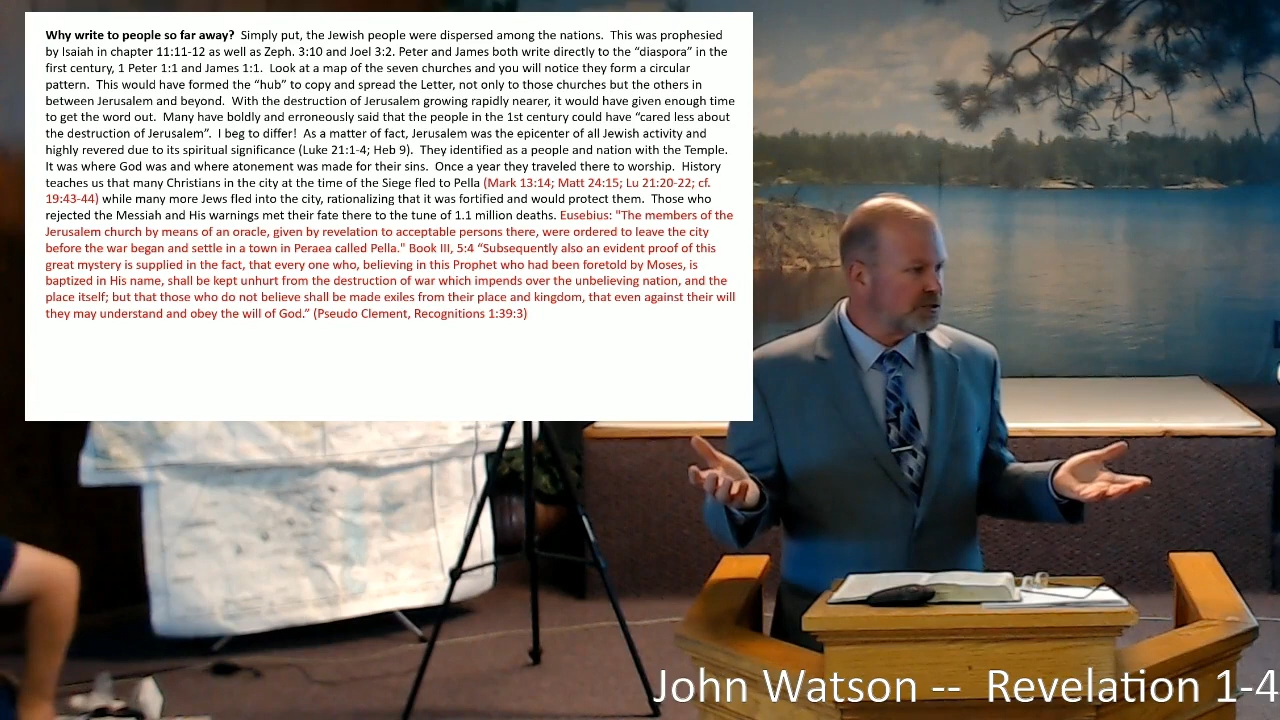 Why write to people so far away?  Simply put, the Jewish people were dispersed among the nations.  This was prophesied
by Isaiah in chapter 11:11-12 as well as Zeph. 3:10 and Joel 3:2. Peter and James both write directly to the “diaspora” in the
first century, 1 Peter 1:1 and James 1:1.  Look at a map of the seven churches and you will notice they form a circular
pattern.  This would have formed the “hub” to copy and spread the Letter, not only to those churches but the others in
between Jerusalem and beyond.  With the destruction of Jerusalem growing rapidly nearer, it would have given enough time
to get the word out.  Many have boldly and erroneously said that the people in the 1st century could have “cared less about
the destruction of Jerusalem”.  I beg to differ!  As a matter of fact, Jerusalem was the epicenter of all Jewish activity and
highly revered due to its spiritual significance (Luke 21:1-4; Heb 9).  They identified as a people and nation with the Temple.
It was where God was and where atonement was made for their sins.  Once a year they traveled there to worship.  History
teaches us that many Christians in the city at the time of the Siege fled to Pella (Mark 13:14; Matt 24:15; Lu 21:20-22; cf.
19:43-44) while many more Jews fled into the city, rationalizing that it was fortified and would protect them.  Those who
rejected the Messiah and His warnings met their fate there to the tune of 1.1 million deaths. Eusebius: "The members of the
Jerusalem church by means of an oracle, given by revelation to acceptable persons there, were ordered to leave the city
before the war began and settle in a town in Peraea called Pella." Book III, 5:4 “Subsequently also an evident proof of this
great mystery is supplied in the fact, that every one who, believing in this Prophet who had been foretold by Moses, is
baptized in His name, shall be kept unhurt from the destruction of war which impends over the unbelieving nation, and the
place itself; but that those who do not believe shall be made exiles from their place and kingdom, that even against their will
they may understand and obey the will of God.” (Pseudo Clement, Recognitions 1:39:3)
John Watson --  Revelation 1-4